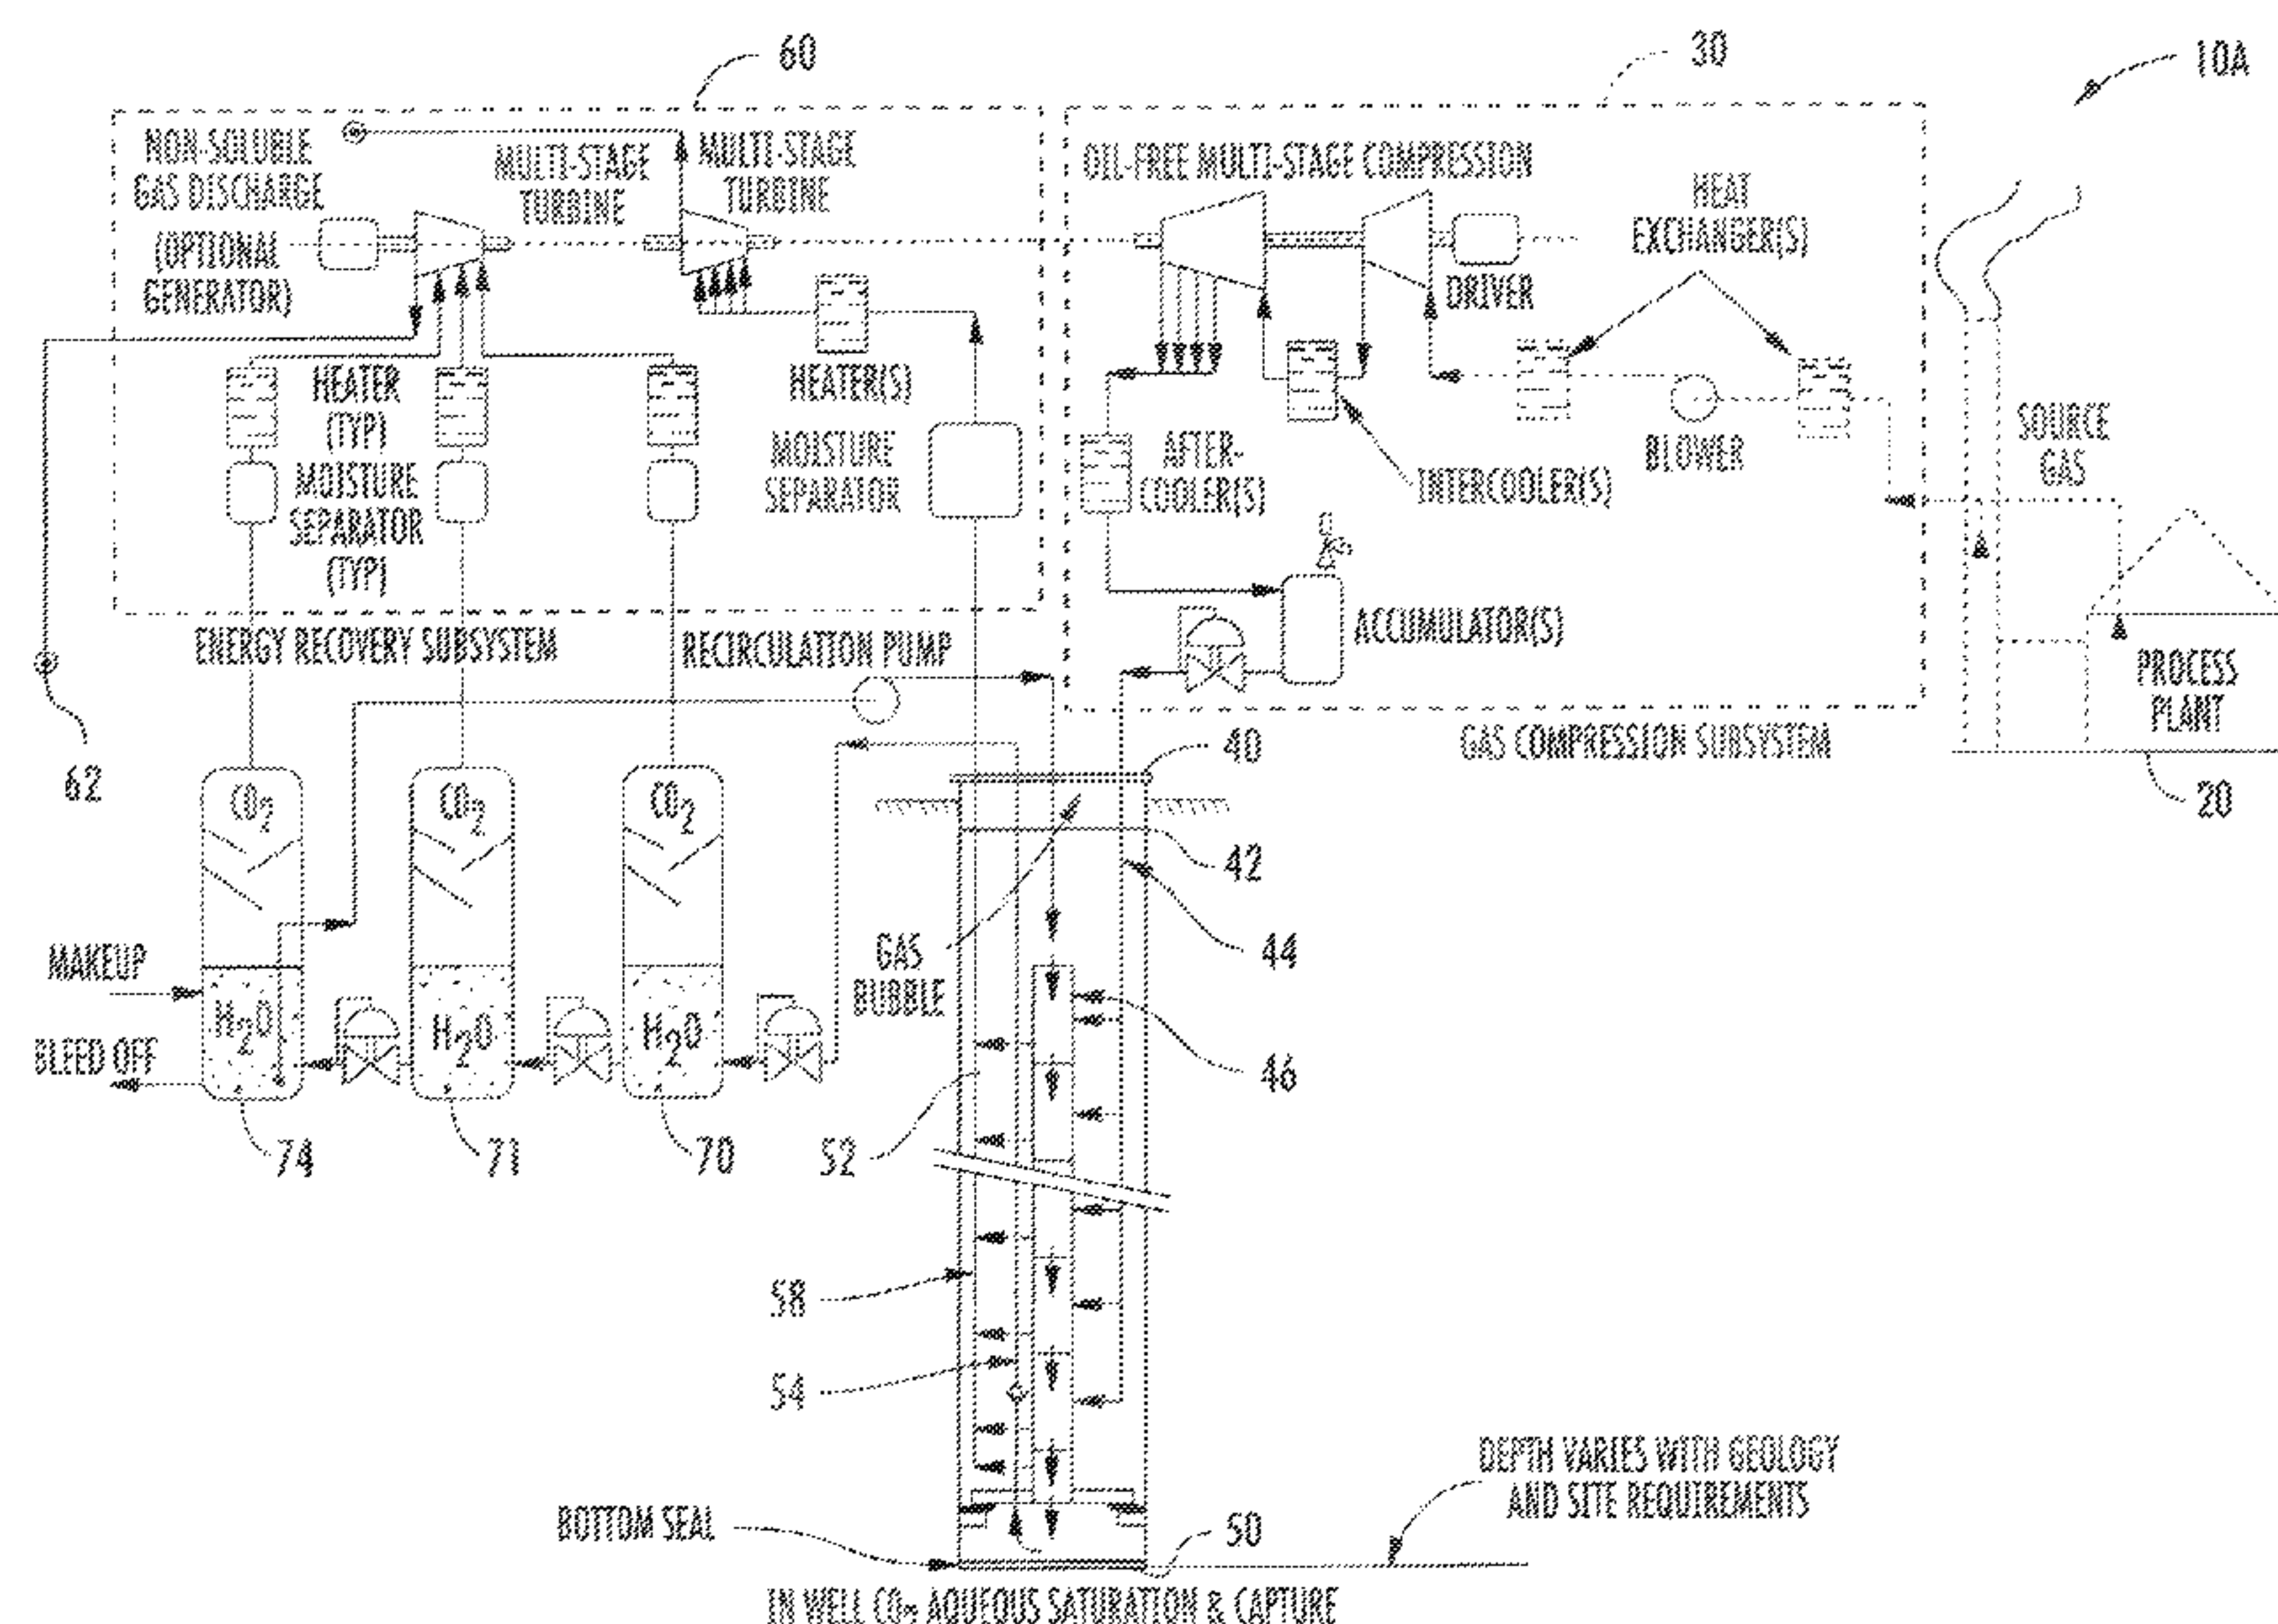 60
30
10A
NON-SOLUBLE
GAS DISCHARGE
(OPTIONAL
GENERATOR)
MULTI-STAGE
TURBINE
MULTI-STAGE
TURBINE
OIL-FREE MULTI-STAGE COMPRESSION
HEAT
EXCHANGER(S)
DRIVER
HEATER
(TYP)
MOISTURE
SEPARATOR
(TYP)
HEATER(S)
MOISTURE
SEPARATOR
AFTER-
COOLER(S)
INTERCOOLER(S)
BLOWER
SOURCE
GAS
ACCUMULATOR(S)
PROCESS
PLANT
ENERGY RECOVERY SUBSYSTEM
RECIRCULATION PUMP
GAS COMPRESSION SUBSYSTEM
62
40
20
CO2
CO2
CO2
42
44
GAS
BUBBLE
MAKEUP
BLEED OFF
H2O
H2O
H2O
46
74
71
70
52
58
54
BOTTOM SEAL
50
DEPTH VARIES WITH GEOLOGY
AND SITE REQUIREMENTS
IN WELL CO2 AQUEOUS SATURATION & CAPTURE